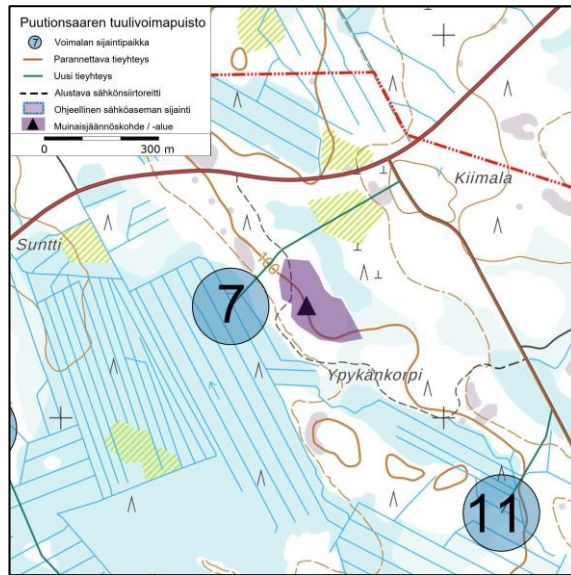 Puutionsaaren tuulivoimapuisto
7 Voimalan sijaintipaikka
Parannettava tieyhteys
Uusi tieyhteys
Alustava sähkönsiirtoreitti
Ohjeellinen sähköaseman sijainti
Muinaisjäännöskohde / -alue
0 300 m
Kiimala
Suntti
160
7
Ypykänkorpi
11